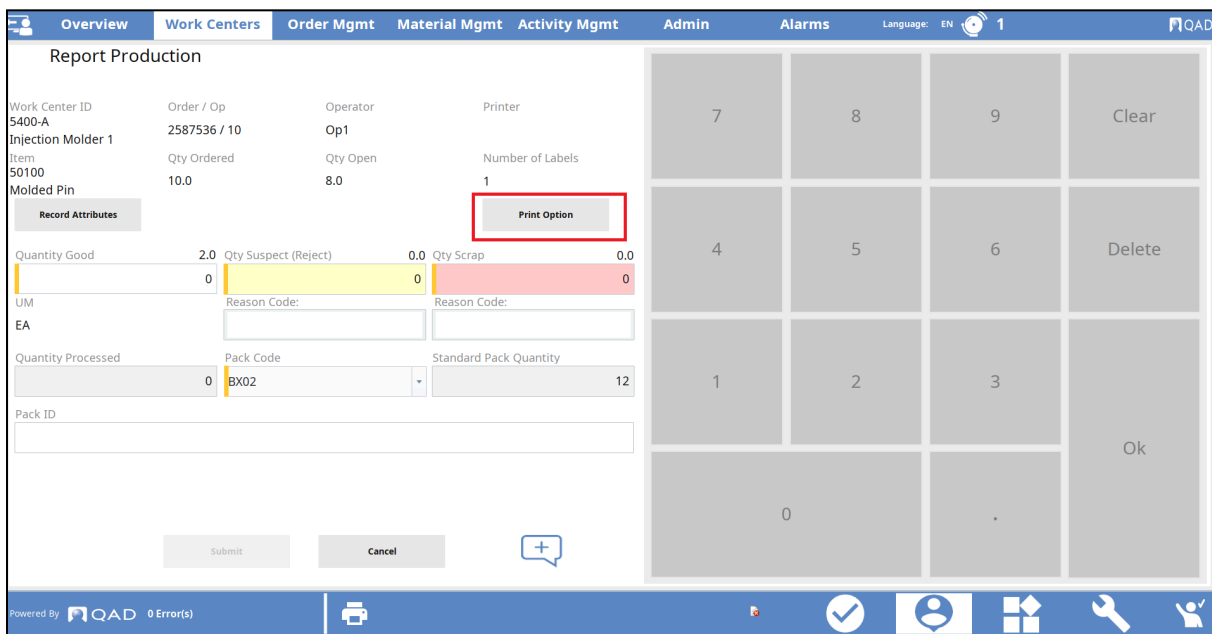 Overview Work Centers Order Mgmt Material Mgmt Activity Mgmt Admin Alarms Language: EN 1 QAD
Report Production
Work Center ID Order / Op Operator Printer
5400-A
2587536 / 10 Op1
Injection Molder 1
Item Qty Ordered Qty Open Number of Labels
50100
10.0 8.0 1
Molded Pin
Record Attributes Print Option
Quantity Good 2.0 Qty Suspect (Reject) 0.0 Qty Scrap 0.0
0 0 0
UM Reason Code: Reason Code:
EA
Quantity Processed Pack Code Standard Pack Quantity
0 BX02 12
Pack ID
Submit Cancel
7 8 9 Clear
4 5 6 Delete
1 2 3
Ok
0 .
Powered By QAD 0 Error(s)